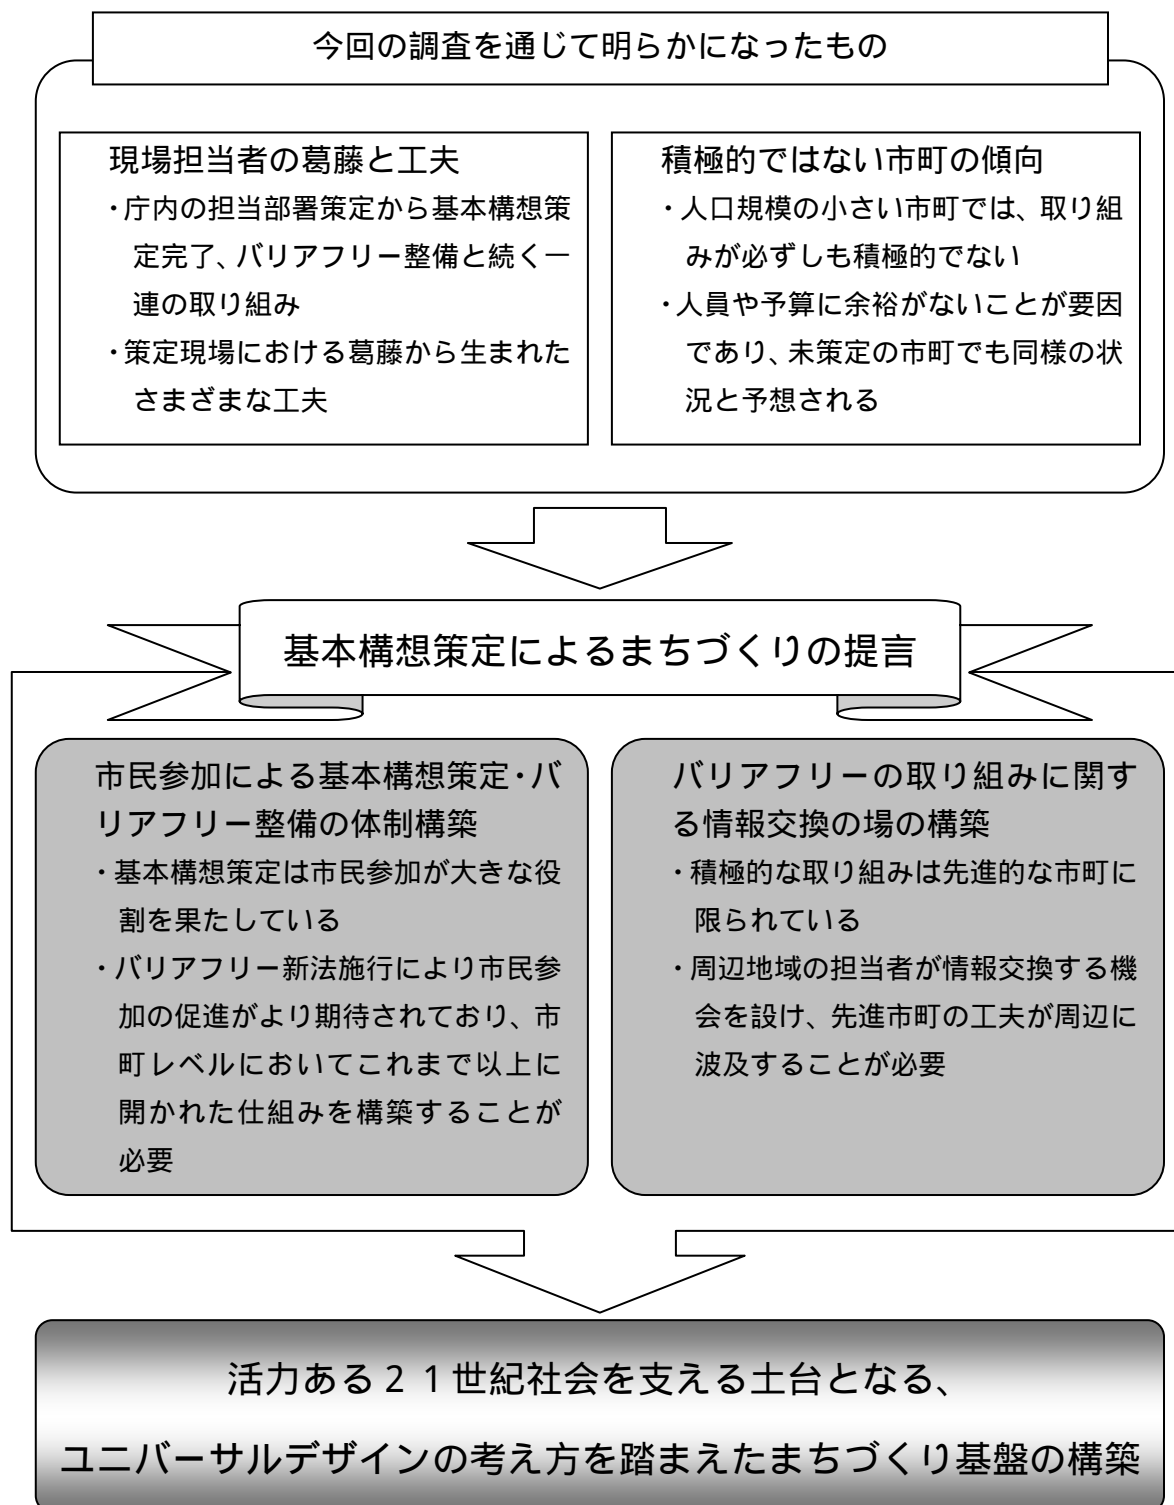 今回の調査を通じて明らかになったもの
現場担当者の葛藤と工夫
・庁内の担当部署策定から基本構想策
定完了、バリアフリー整備と続く一
連の取り組み
・策定現場における葛藤から生まれた
さまざまな工夫
積極的ではない市町の傾向
・人口規模の小さい市町では、取り組
みが必ずしも積極的でない
・人員や予算に余裕がないことが要因
であり、未策定の市町でも同様の状
況と予想される
基本構想策定によるまちづくりの提言
市民参加による基本構想策定・バ
リアフリー整備の体制構築
・基本構想策定は市民参加が大きな役
割を果たしている
・バリアフリー新法施行により市民参
加の促進がより期待されており、市
町レベルにおいてこれまで以上に
開かれた仕組みを構築することが
必要
バリアフリーの取り組みに関す
る情報交換の場の構築
・積極的な取り組みは先進的な市町に
限られている
・周辺地域の担当者が情報交換する機
会を設け、先進市町の工夫が周辺に
波及することが必要
活力ある21世紀社会を支える土台となる、
ユニバーサルデザインの考え方を踏まえたまちづくり基盤の構築